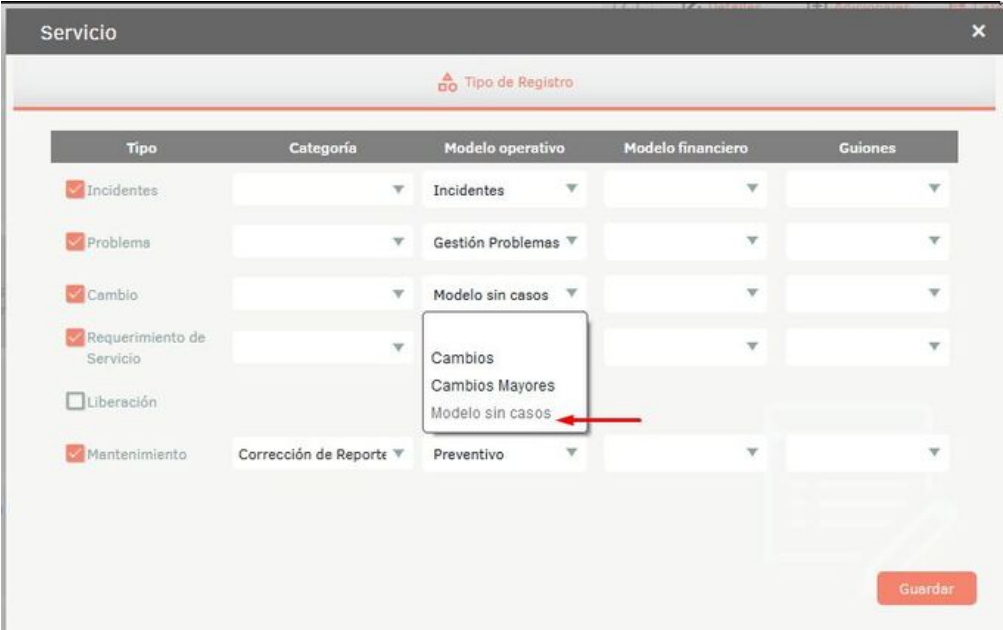 Servicio
Tipo de Registro
Tipo Categoría Modelo operativo Modelo financiero Guiones
Incidentes Incidentes
Problema Gestión Problemas
Cambio Modelo sin casos
Requerimiento de
Servicio
Cambios
Cambios Mayores
Modelo sin casos
Liberación
Mantenimiento Corrección de Reporte Preventivo
Guardar